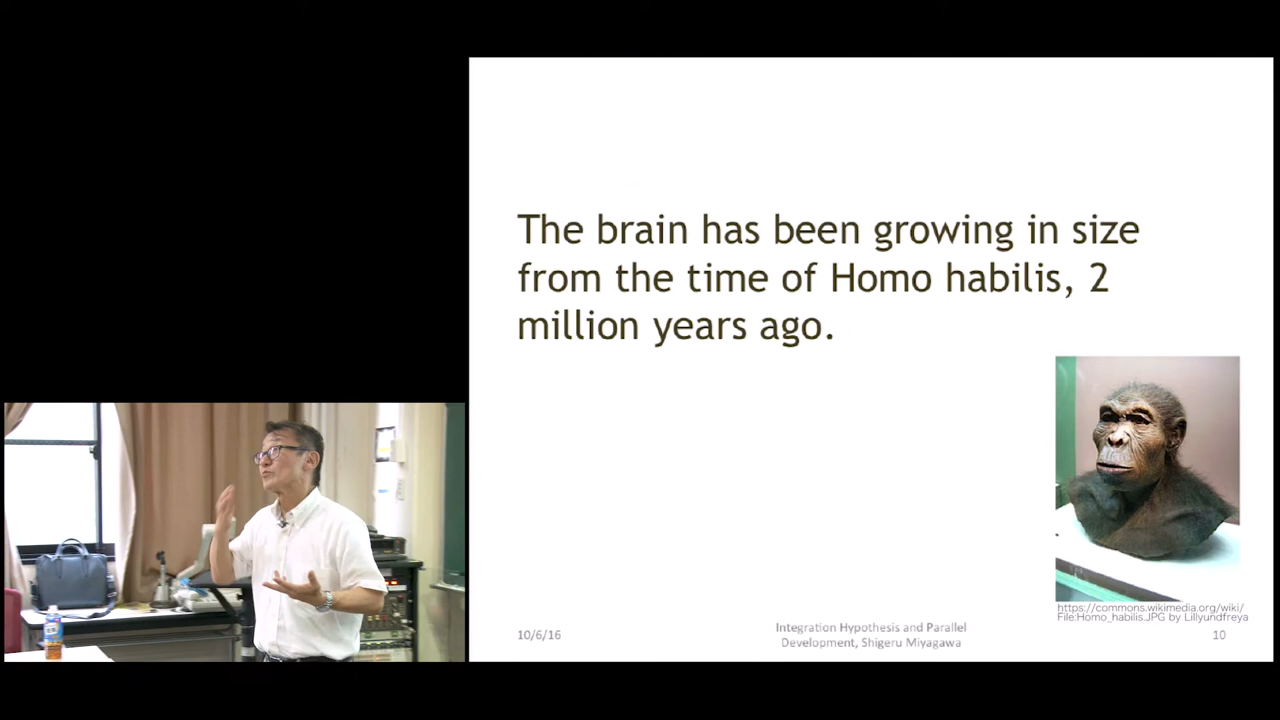 The brain has been growing in size
from the time of Homo habilis, 2
million years ago.
https://commons.wikimedia.org/wiki/
File:Homo_habilis.JPG by Lillyundfreya
10/6/16
Integration Hypothesis and Parallel
Development, Shigeru Miyagawa
10